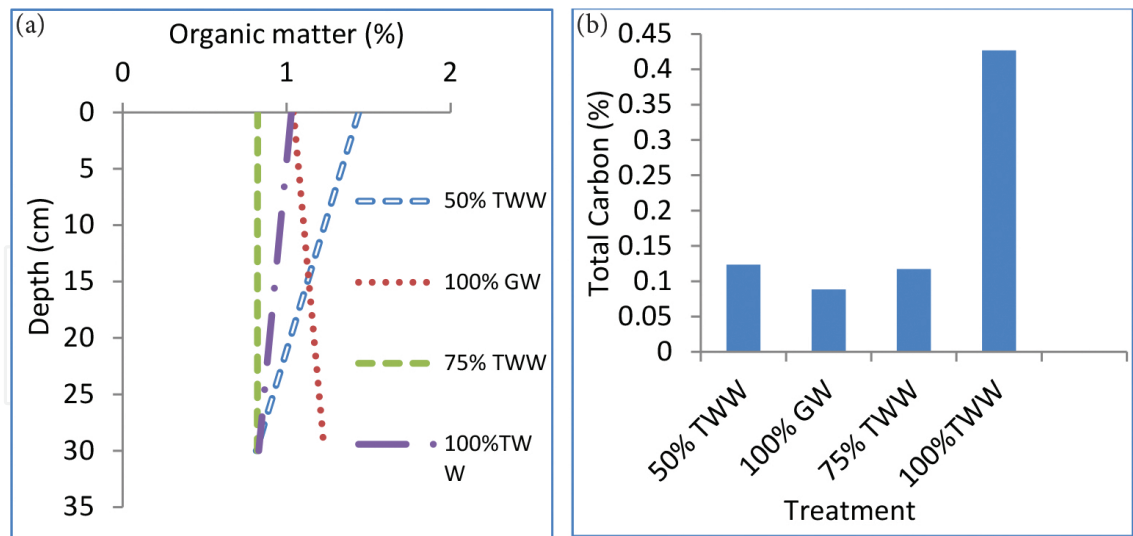 (a)
Organic matter (%)
0 1 2
0
5
10
15
20
25
30
35
Depth (cm)
50% TWW
100% GW
75% TWW
100%TW
W
(b)
0.45
0.4
0.35
0.3
0.25
0.2
0.15
0.1
0.05
0
Total Carbon (%)
50% TWW
100% GW
75% TWW
100%TWW
Treatment